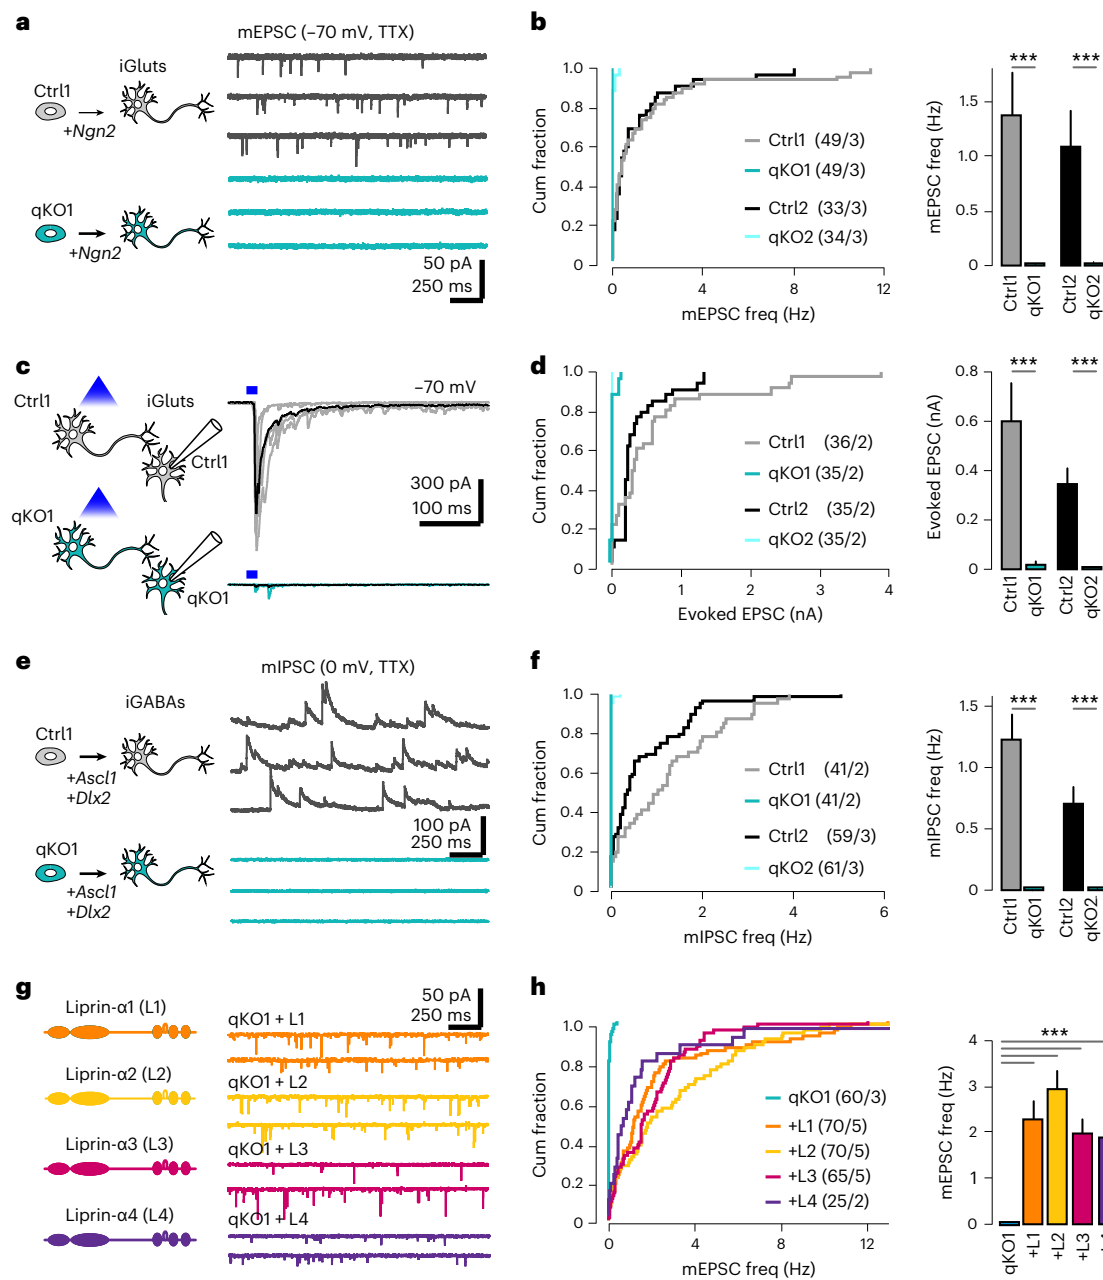 a
mEPSC (−70 mV, TTX)
iGluts
Ctrl1
+Ngn2
qKO1
+Ngn2
50 pA
250 ms
b
Cum fraction
1.0
0.8
0.6
0.4
0.2
0
Ctrl1 (49/3)
qKO1 (49/3)
Ctrl2 (33/3)
qKO2 (34/3)
0 4 8 12
mEPSC freq (Hz)
mEPSC freq (Hz)
1.5
1.0
0.5
0
*** ***
Ctrl1
qKO1
Ctrl2
qKO2
c
−70 mV
Ctrl1
iGluts
Ctrl1
300 pA
100 ms
qKO1
qKO1
d
Cum fraction
1.0
0.8
0.6
0.4
0.2
0
Ctrl1 (36/2)
qKO1 (35/2)
Ctrl2 (35/2)
qKO2 (35/2)
0 1 2 3 4
Evoked EPSC (nA)
Evoked EPSC (nA)
0.8
0.6
0.4
0.2
0
*** ***
Ctrl1
qKO1
Ctrl2
qKO2
e
mIPSC (0 mV, TTX)
iGABAs
Ctrl1
+Ascl1
+Dlx2
100 pA
250 ms
qKO1
+Ascl1
+Dlx2
f
Cum fraction
1.0
0.8
0.6
0.4
0.2
0
Ctrl1 (41/2)
qKO1 (41/2)
Ctrl2 (59/3)
qKO2 (61/3)
0 2 4 6
mIPSC freq (Hz)
mIPSC freq (Hz)
1.5
1.0
0.5
0
*** ***
Ctrl1
qKO1
Ctrl2
qKO2
g
50 pA
250 ms
Liprin-α1 (L1)
qKO1 + L1
Liprin-α2 (L2)
qKO1 + L2
Liprin-α3 (L3)
qKO1 + L3
Liprin-α4 (L4)
qKO1 + L4
h
Cum fraction
1.0
0.8
0.6
0.4
0.2
0
qKO1 (60/3)
+L1 (70/5)
+L2 (70/5)
+L3 (65/5)
+L4 (25/2)
0 4 8 12
mEPSC freq (Hz)
mEPSC freq (Hz)
4
3
2
1
0
***
qKO1
+L1
+L2
+L3